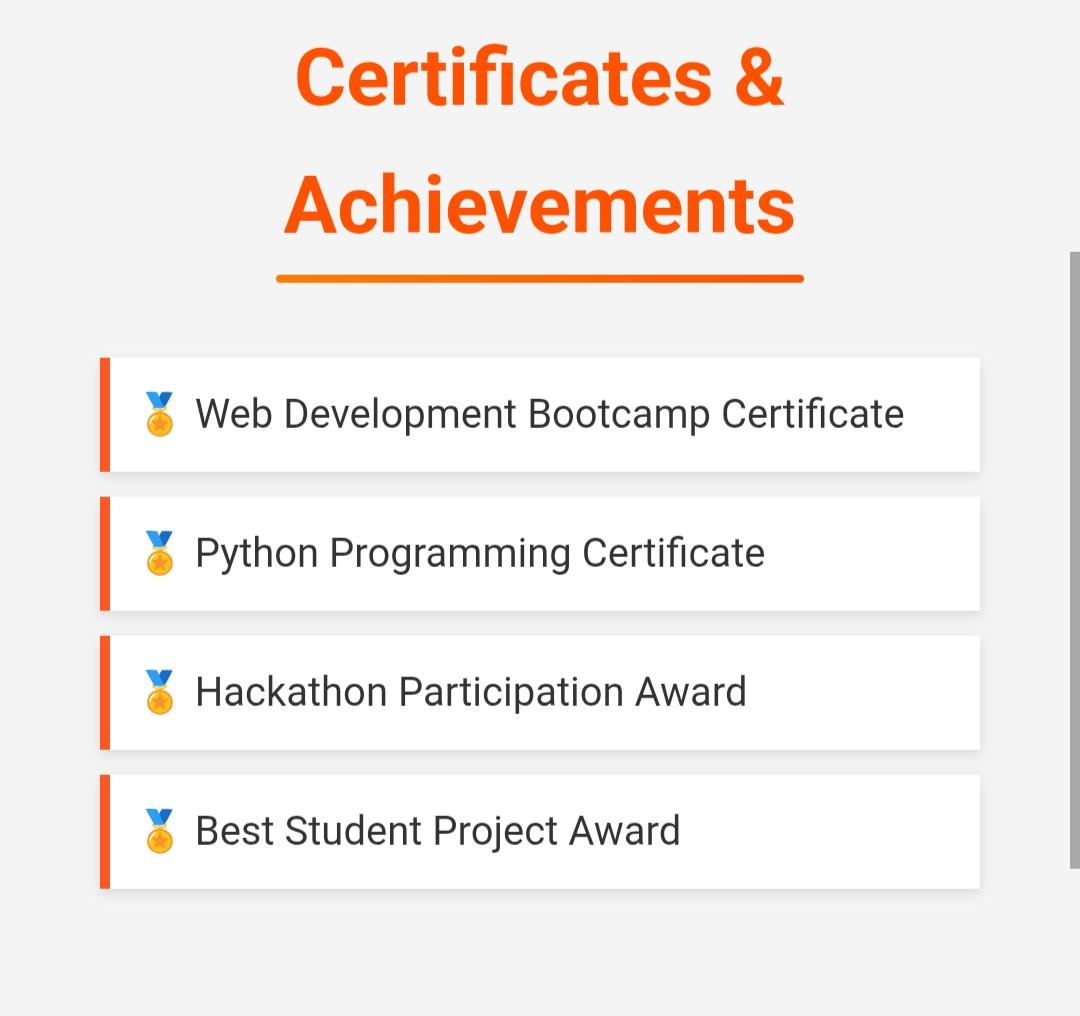 Certificates &
Achievements
🏅 Web Development Bootcamp Certificate
🏅 Python Programming Certificate
🏅 Hackathon Participation Award
🏅 Best Student Project Award